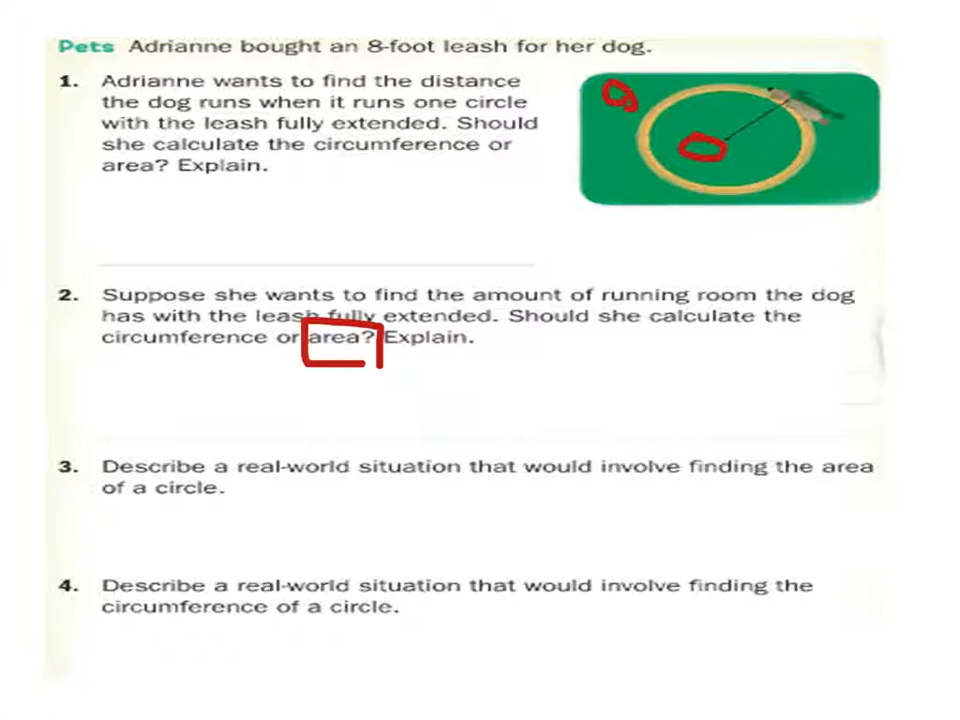 Pets Adrianne bought an 8-foot leash for her dog.
1. Adrianne wants to find the distance
the dog runs when it runs one circle
with the leash fully extended. Should
she calculate the circumference or
area? Explain.
2. Suppose she wants to find the amount of running room the dog
has with the leash fully extended. Should she calculate the
circumference or area? Explain.
3. Describe a real-world situation that would involve finding the area
of a circle.
4. Describe a real-world situation that would involve finding the
circumference of a circle.